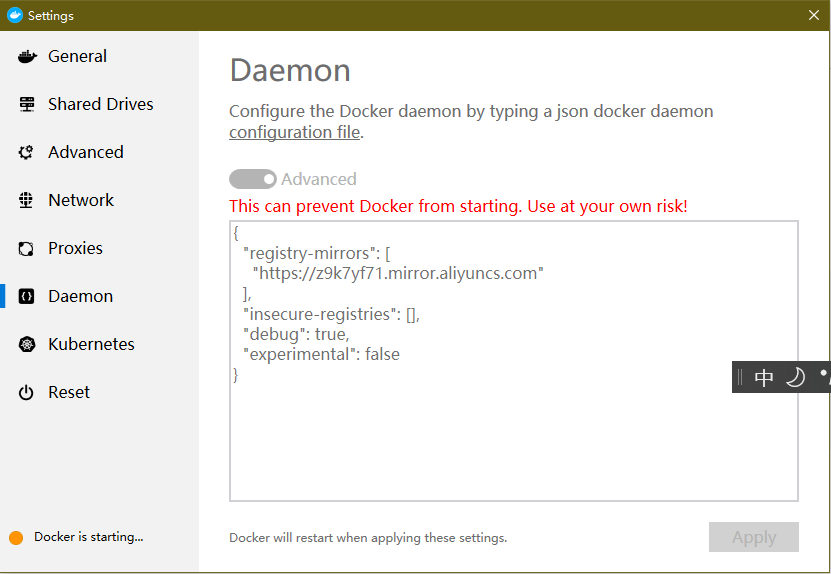 Settings
General
Shared Drives
Advanced
Network
Proxies
Daemon
Kubernetes
Reset
Docker is starting...
Daemon
Configure the Docker daemon by typing a json docker daemon
configuration file.
Advanced
This can prevent Docker from starting. Use at your own risk!
{
  "registry-mirrors": [
    "https://z9k7yf71.mirror.aliyuncs.com"
  ],
  "insecure-registries": [],
  "debug": true,
  "experimental": false
}
中
Docker will restart when applying these settings.
Apply